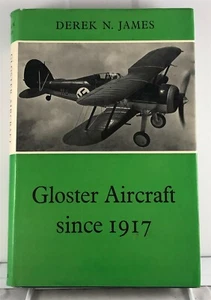 DEREK N. JAMES
Gloster Aircraft
since 1917